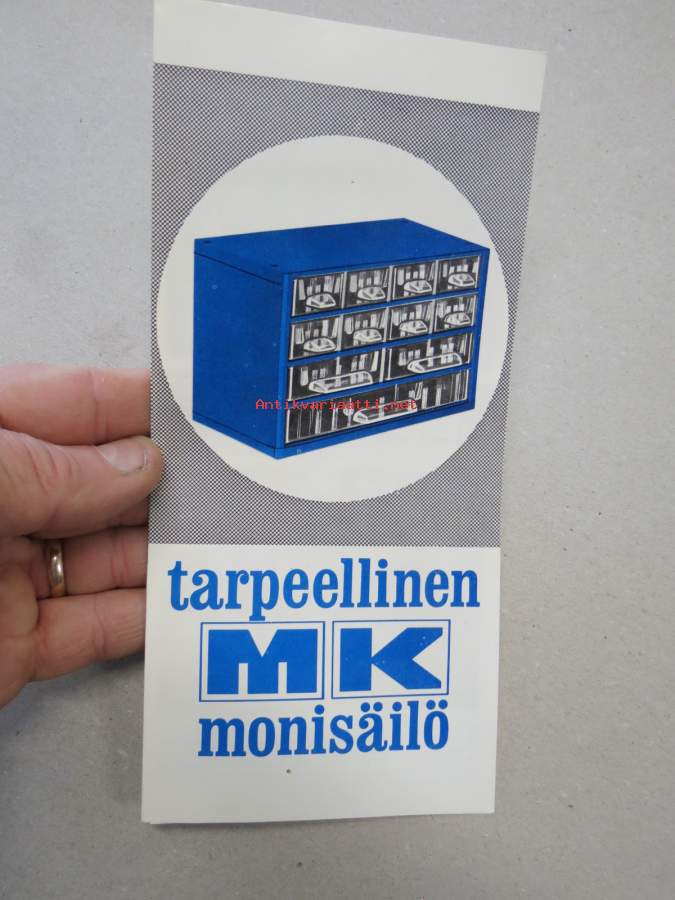 Antikvariaatti.net
tarpeellinen
MK
monisäilö